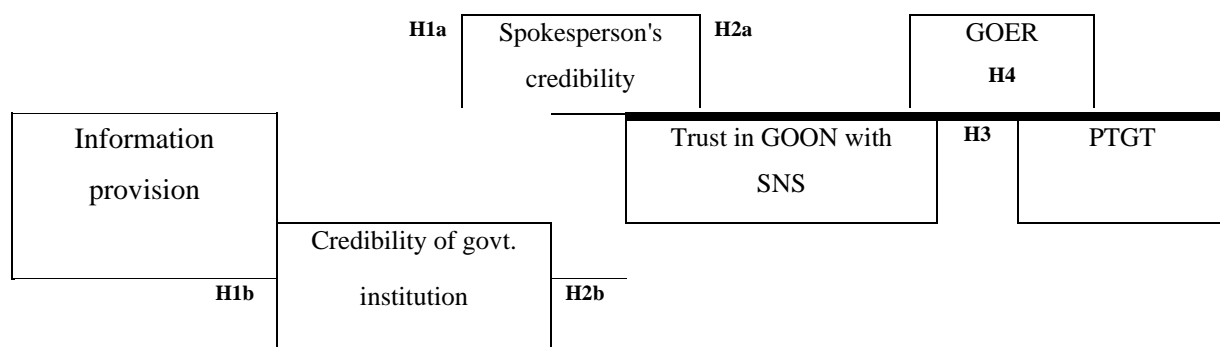 H1a
Spokesperson's
credibility
H2a
GOER
H4
Information
provision
Trust in GOON with
SNS
H3
PTGT
Credibility of govt.
institution
H1b
H2b